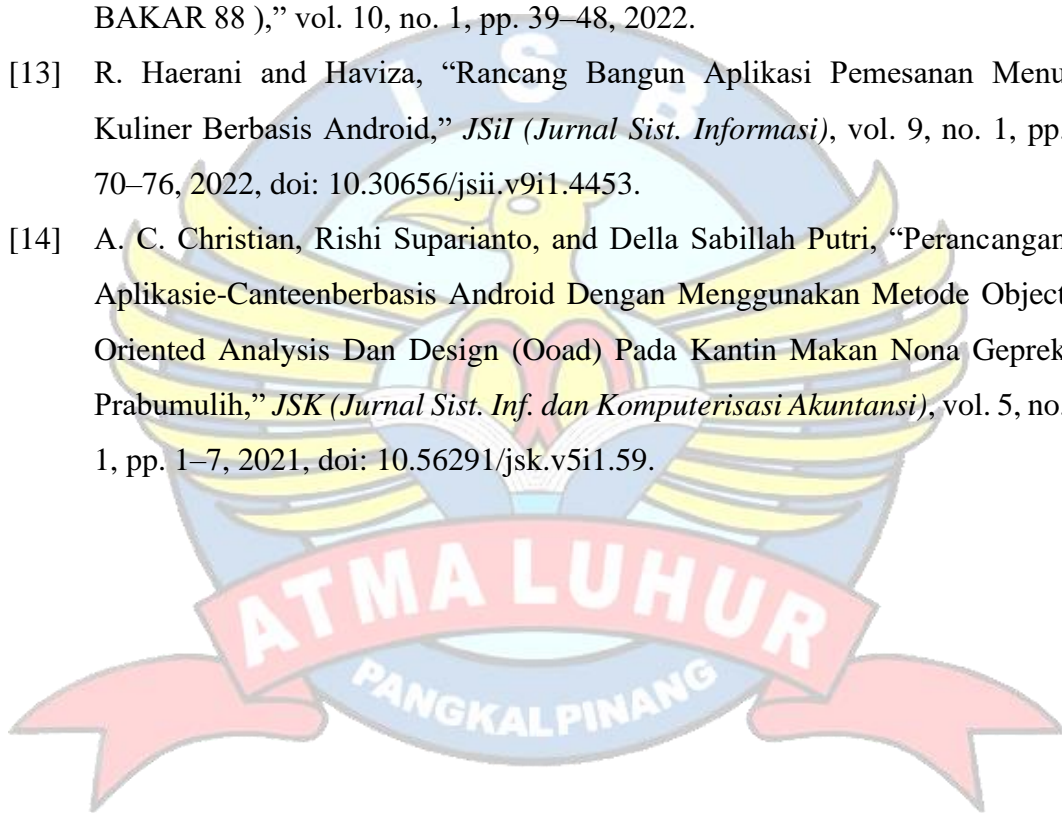 BAKAR 88 ),” vol. 10, no. 1, pp. 39–48, 2022.
[13] R. Haerani and Haviza, “Rancang Bangun Aplikasi Pemesanan Menu
Kuliner Berbasis Android,” JSiI (Jurnal Sist. Informasi), vol. 9, no. 1, pp.
70–76, 2022, doi: 10.30656/jsii.v9i1.4453.
[14] A. C. Christian, Rishi Suparianto, and Della Sabillah Putri, “Perancangan
Aplikasie-Canteenberbasis Android Dengan Menggunakan Metode Object
Oriented Analysis Dan Design (Ooad) Pada Kantin Makan Nona Geprek
Prabumulih,” JSK (Jurnal Sist. Inf. dan Komputerisasi Akuntansi), vol. 5, no.
1, pp. 1–7, 2021, doi: 10.56291/jsk.v5i1.59.
I S B
ATMA LUHUR
PANGKALPINANG